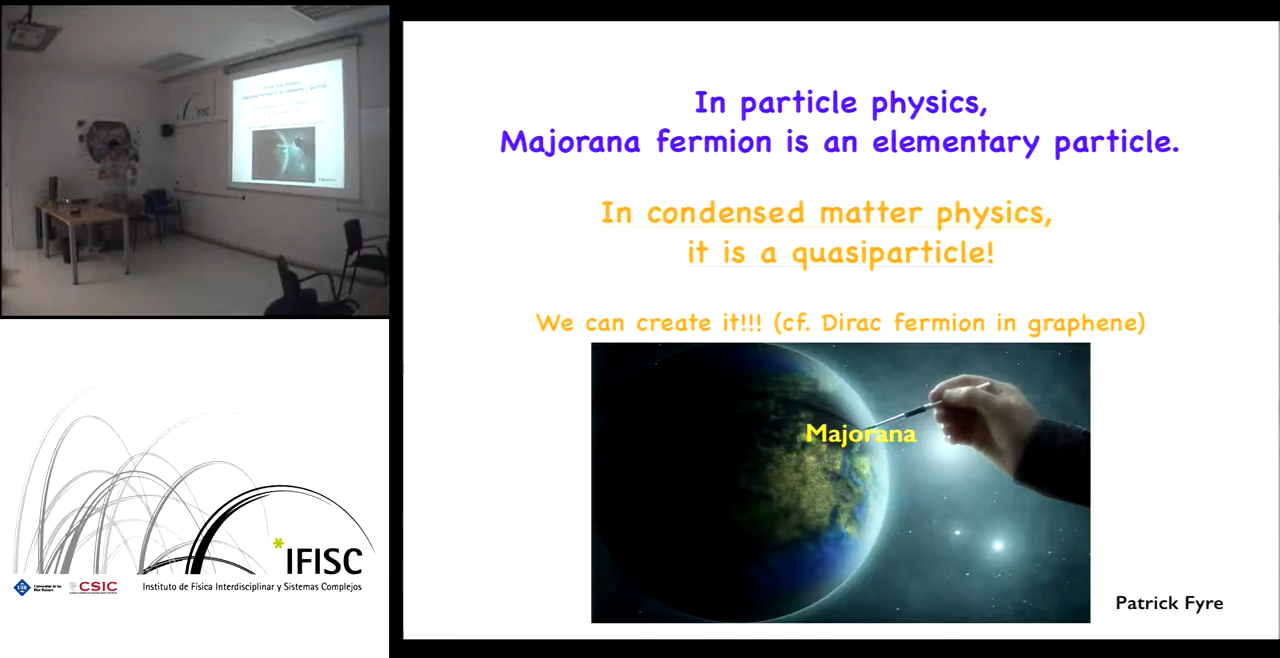 In particle physics,
Majorana fermion is an elementary particle.
In condensed matter physics,
it is a quasiparticle!
We can create it!!! (cf. Dirac fermion in graphene)
Majorana
Patrick Fyre
*IFISC
CSIC
Instituto de Física Interdisciplinar y Sistemas Complejos